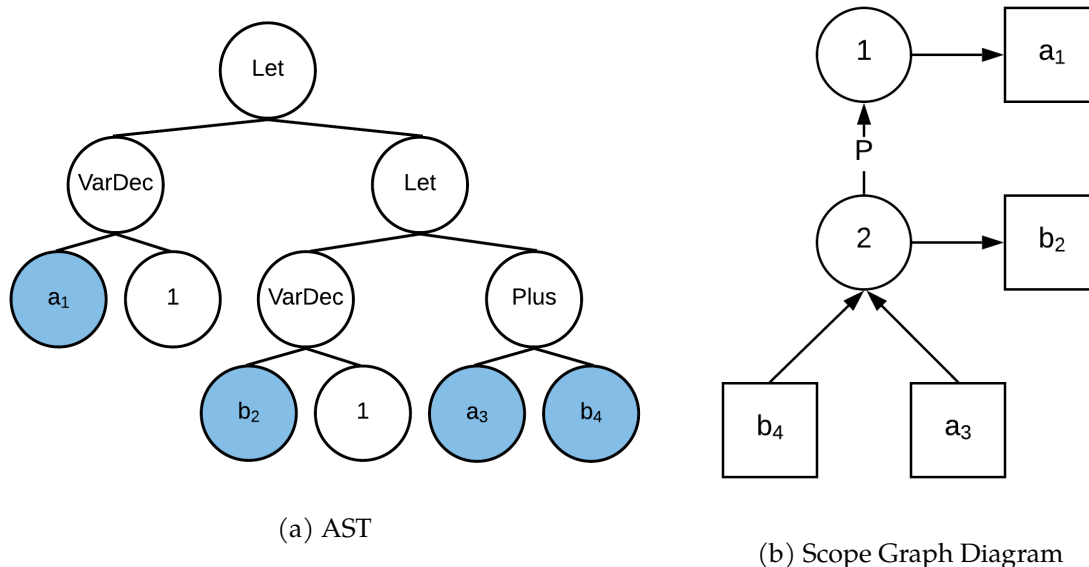 Let
VarDec Let
a₁ 1 VarDec Plus
b₂ 1 a₃ b₄
(a) AST
1 a₁
P
2 b₂
b₄ a₃
(b) Scope Graph Diagram